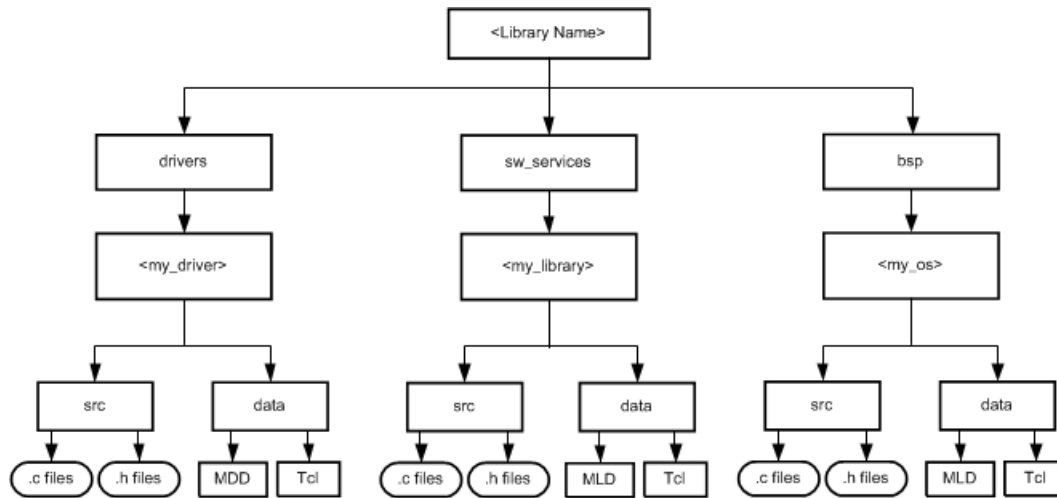 <Library Name>
drivers
sw_services
bsp
<my_driver>
<my_library>
<my_os>
src
data
src
data
src
data
.c files
.h files
MDD
Tcl
.c files
.h files
MLD
Tcl
.c files
.h files
MLD
Tcl